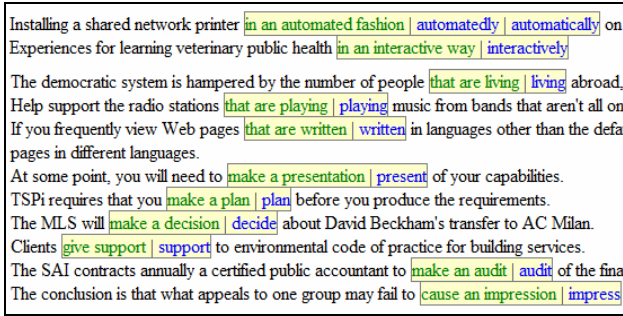 Installing a shared network printer in an automated fashion | automatedly | automatically on
Experiences for learning veterinary public health in an interactive way | interactively
The democratic system is hampered by the number of people that are living | living abroad,
Help support the radio stations that are playing | playing music from bands that aren't all on
If you frequently view Web pages that are written | written in languages other than the defa
pages in different languages.
At some point, you will need to make a presentation | present of your capabilities.
TSPi requires that you make a plan | plan before you produce the requirements.
The MLS will make a decision | decide about David Beckham's transfer to AC Milan.
Clients give support | support to environmental code of practice for building services.
The SAI contracts annually a certified public accountant to make an audit | audit of the fina
The conclusion is that what appeals to one group may fail to cause an impression | impress